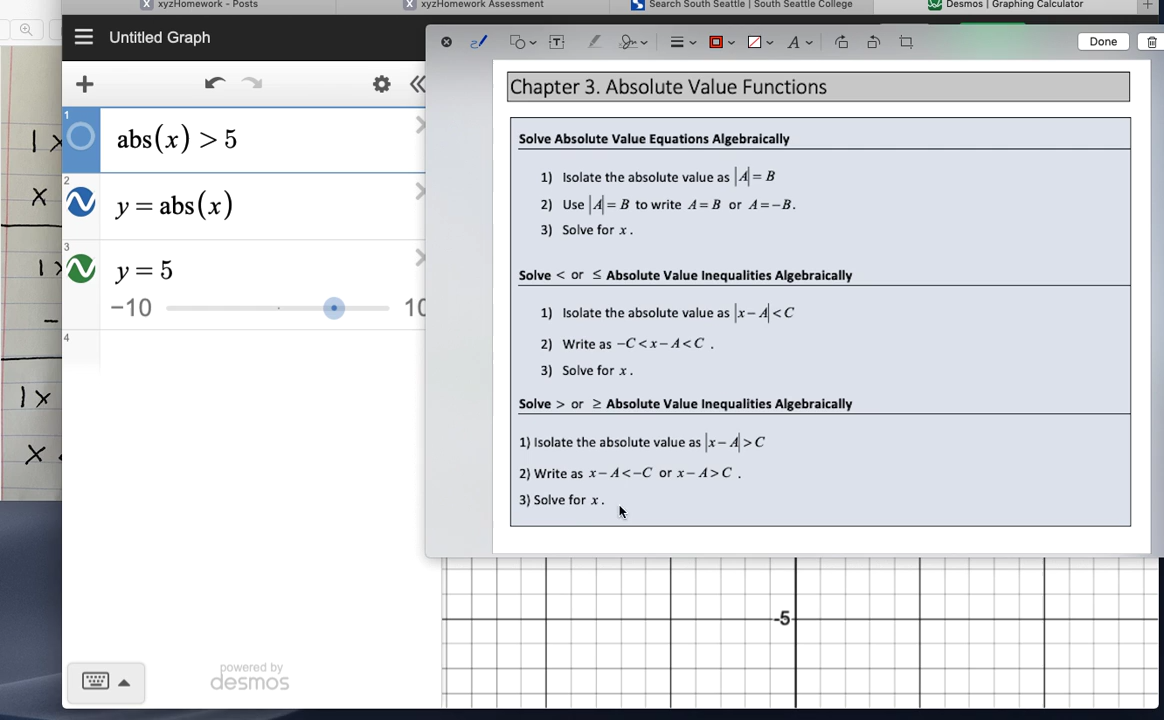 xyzHomework - Posts
xyzHomework Assessment
Search South Seattle | South Seattle College
Desmos | Graphing Calculator
Untitled Graph
Done
1
abs(x) > 5
2
y = abs(x)
3
y = 5
−10
10
4
Chapter 3. Absolute Value Functions
Solve Absolute Value Equations Algebraically
1) Isolate the absolute value as |A| = B
2) Use |A| = B to write A = B or A = −B.
3) Solve for x.
Solve < or ≤ Absolute Value Inequalities Algebraically
1) Isolate the absolute value as |x − A| < C
2) Write as −C < x − A < C .
3) Solve for x.
Solve > or ≥ Absolute Value Inequalities Algebraically
1) Isolate the absolute value as |x − A| > C
2) Write as x − A < −C or x − A > C .
3) Solve for x.
-5
powered by
desmos